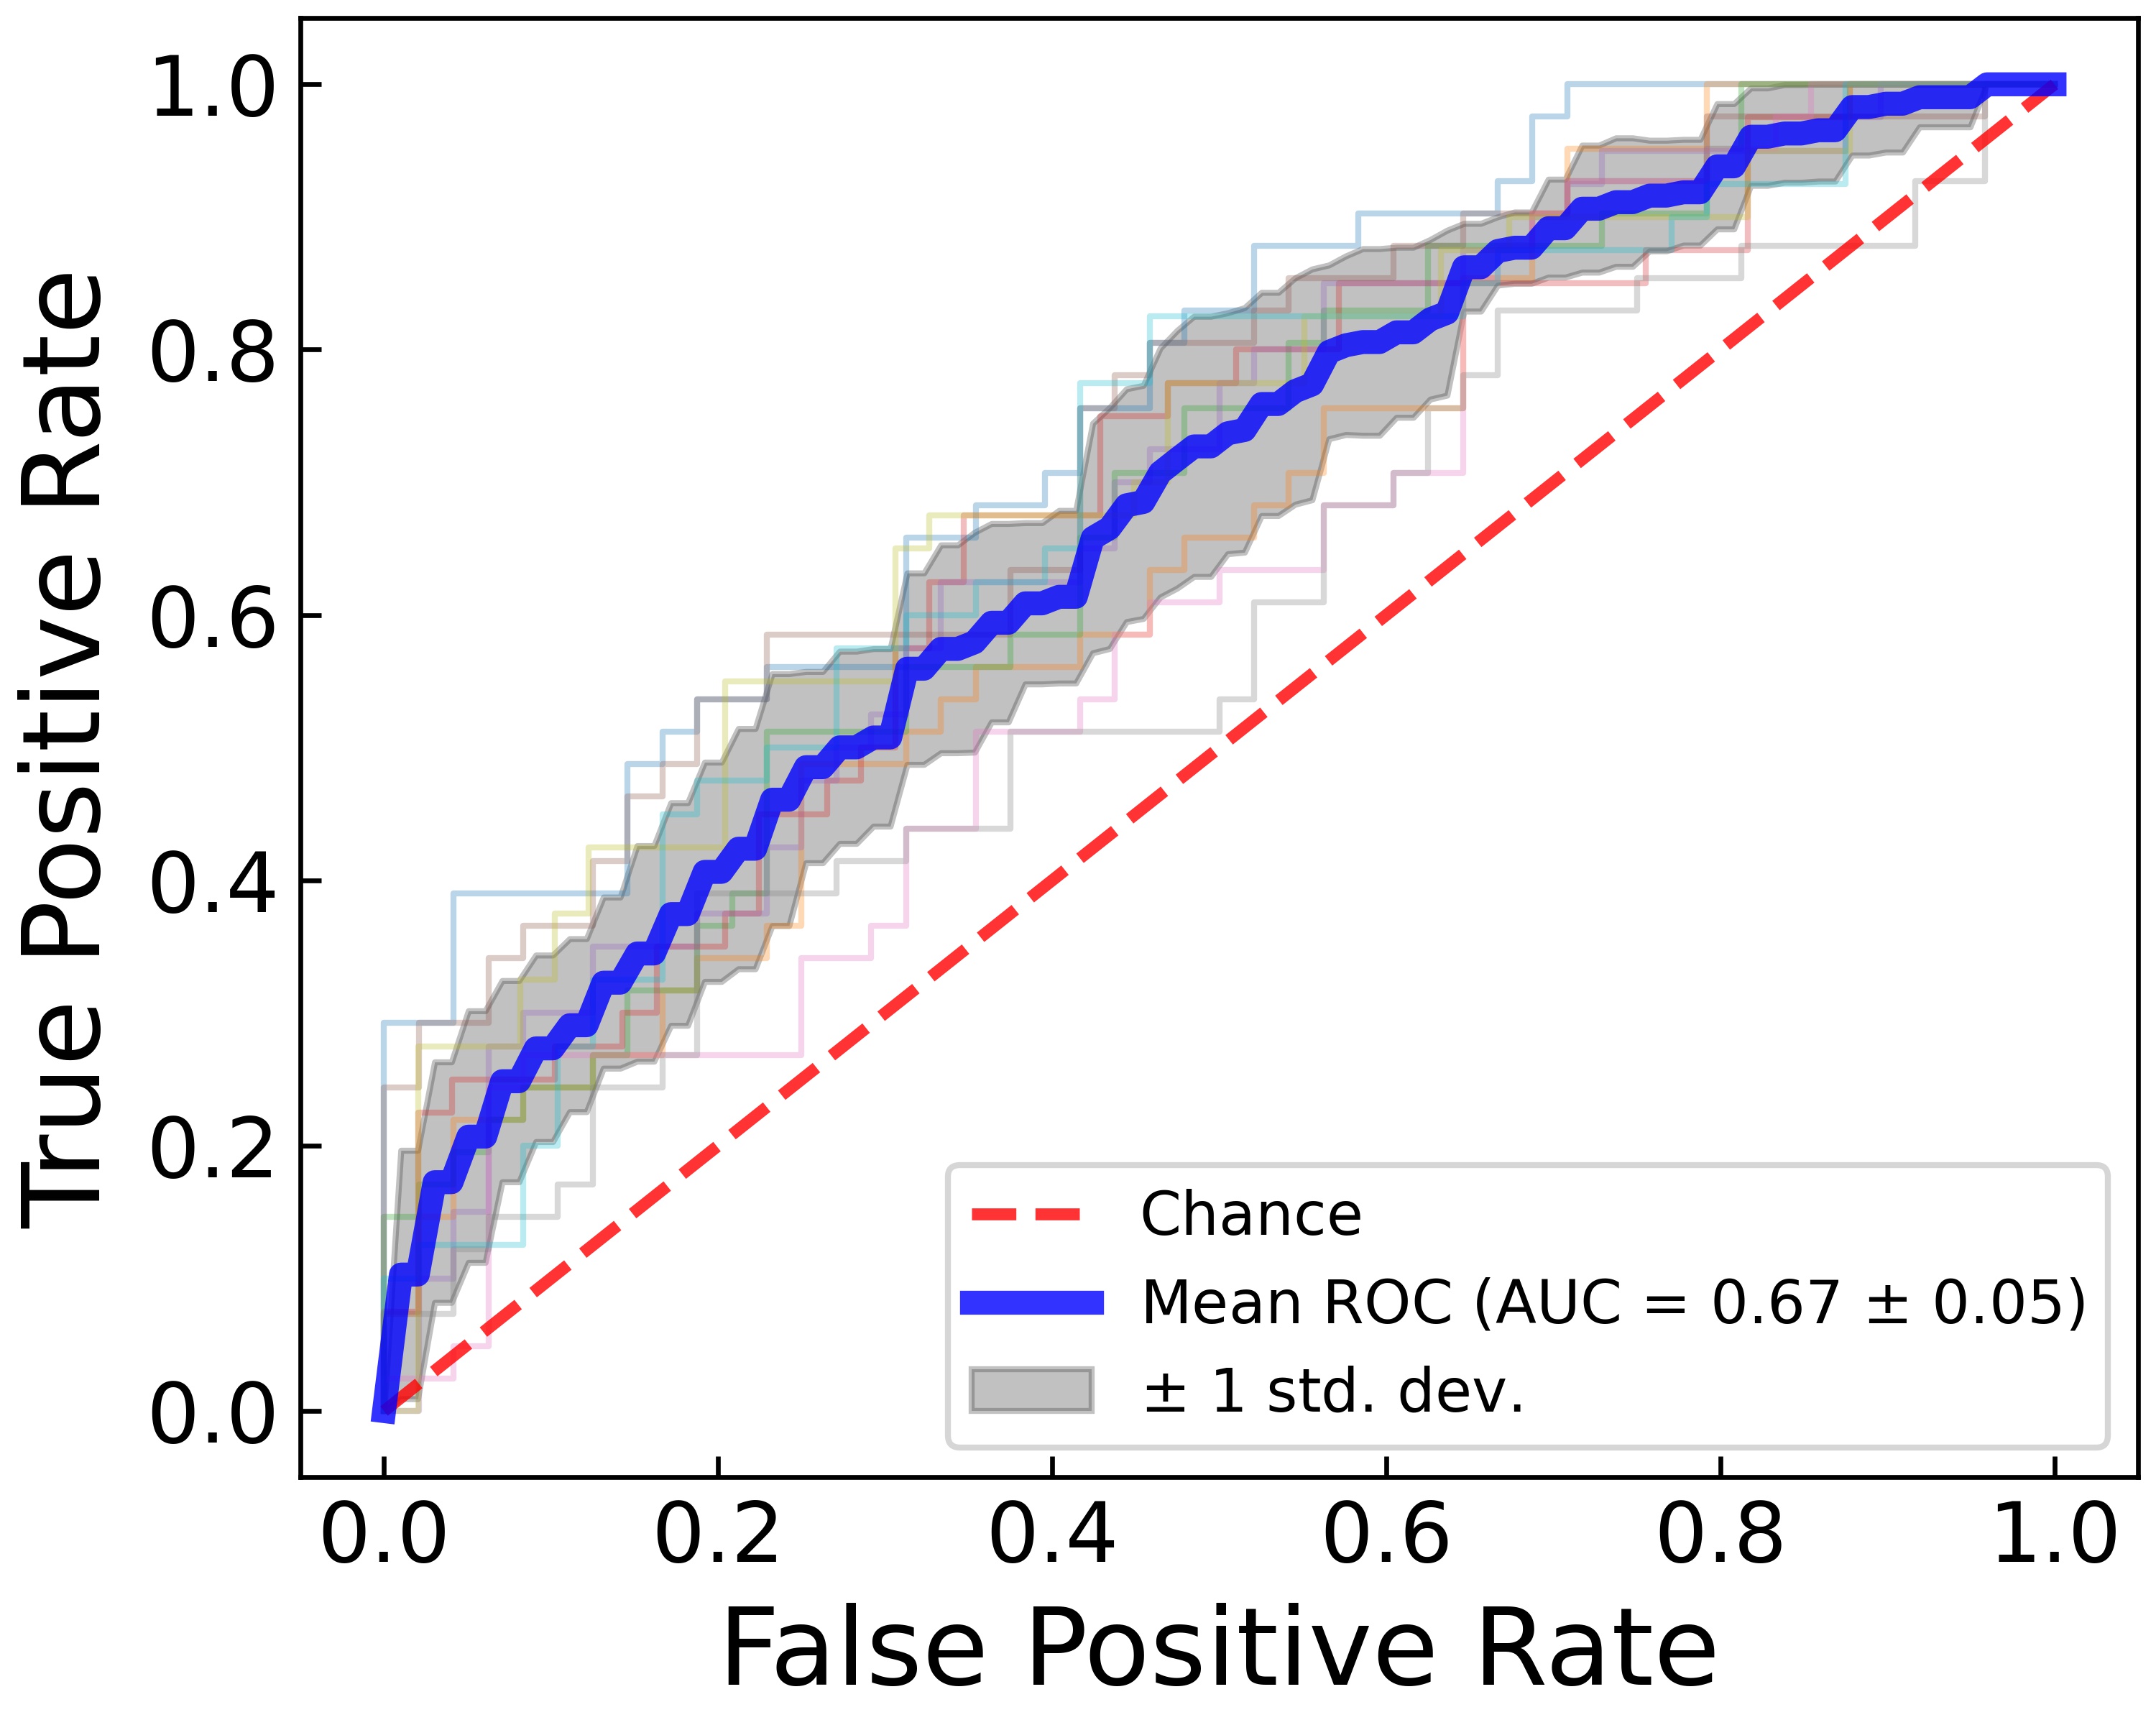 True Positive Rate
1.0
0.8
0.6
0.4
0.2
0.0
Chance
Mean ROC (AUC = 0.67 ± 0.05)
± 1 std. dev.
0.0 0.2 0.4 0.6 0.8 1.0
False Positive Rate